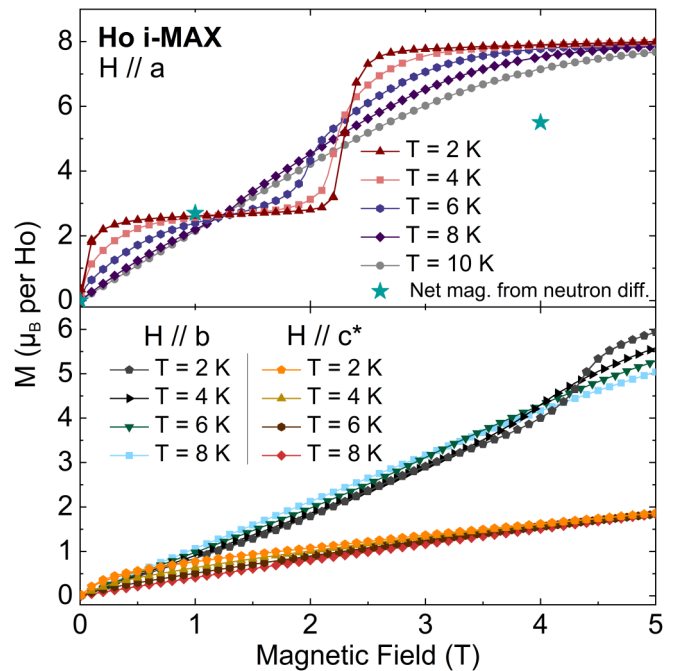 Ho i-MAX
H // a
8
6
4
2
0
T = 2 K
T = 4 K
T = 6 K
T = 8 K
T = 10 K
Net mag. from neutron diff.
M (μB per Ho)
H // b
T = 2 K
T = 4 K
T = 6 K
T = 8 K
H // c*
T = 2 K
T = 4 K
T = 6 K
T = 8 K
6
5
4
3
2
1
0
0 1 2 3 4 5
Magnetic Field (T)